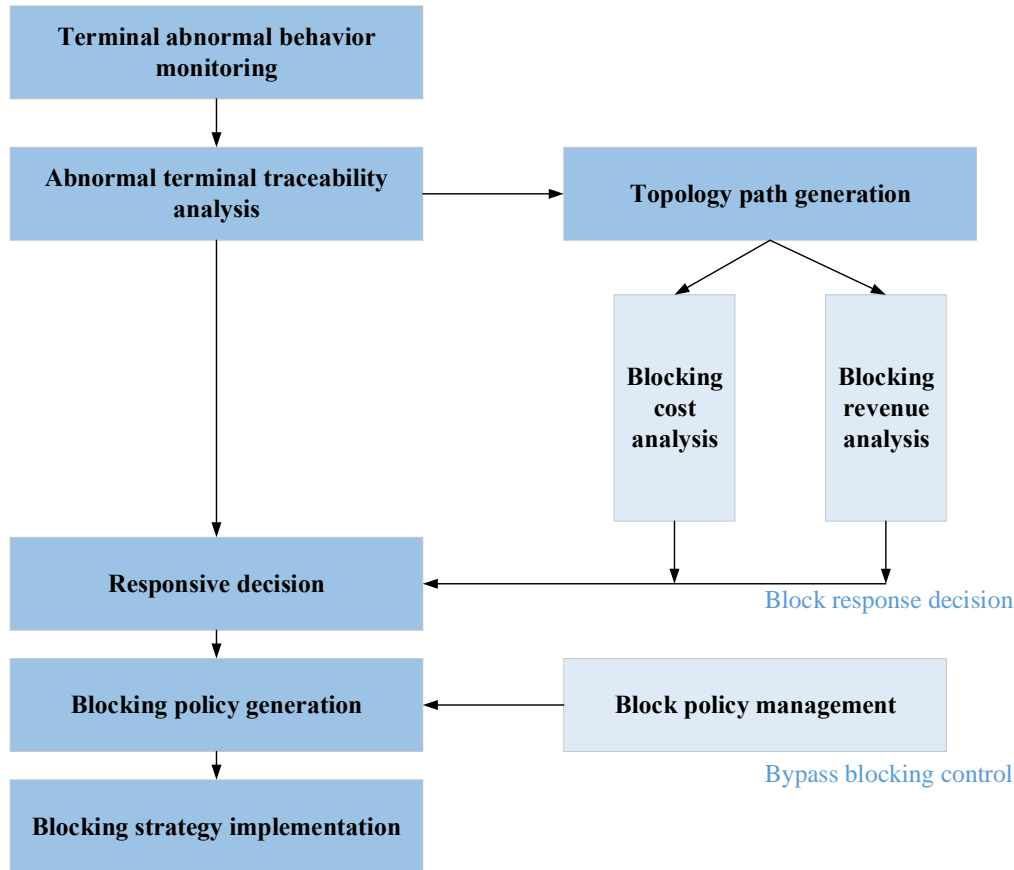 Terminal abnormal behavior
monitoring
Abnormal terminal traceability
analysis
Topology path generation
Blocking
cost
analysis
Blocking
revenue
analysis
Responsive decision
Block response decision
Blocking policy generation
Block policy management
Bypass blocking control
Blocking strategy implementation